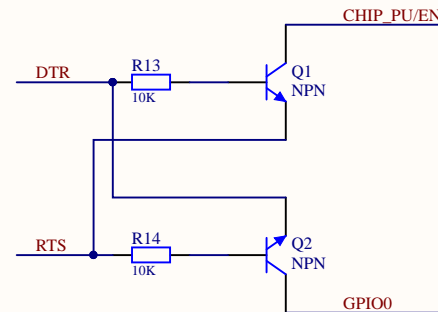 CHIP_PU/EN
DTR
R13
10K
Q1
NPN
RTS
R14
10K
Q2
NPN
GPIO0